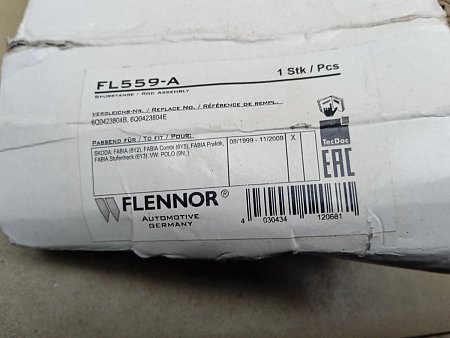 FL559-A
1 Stk / Pcs
Spurstange / Rod Assembly
Vergleichs-Nr. / Replace No. / Référence de rempl...
6Q0423804B, 6Q0423804E
Passend für / To fit / Pour:
SKODA: FABIA (6Y2), FABIA Combi (6Y5), FABIA Praktik, 08/1999 - 11/2009 X
FABIA Stufenheck (6Y3); VW: POLO (9N_)
TecDoc
EAC
FLENNOR®
AUTOMOTIVE
GERMANY
4 030434 120681